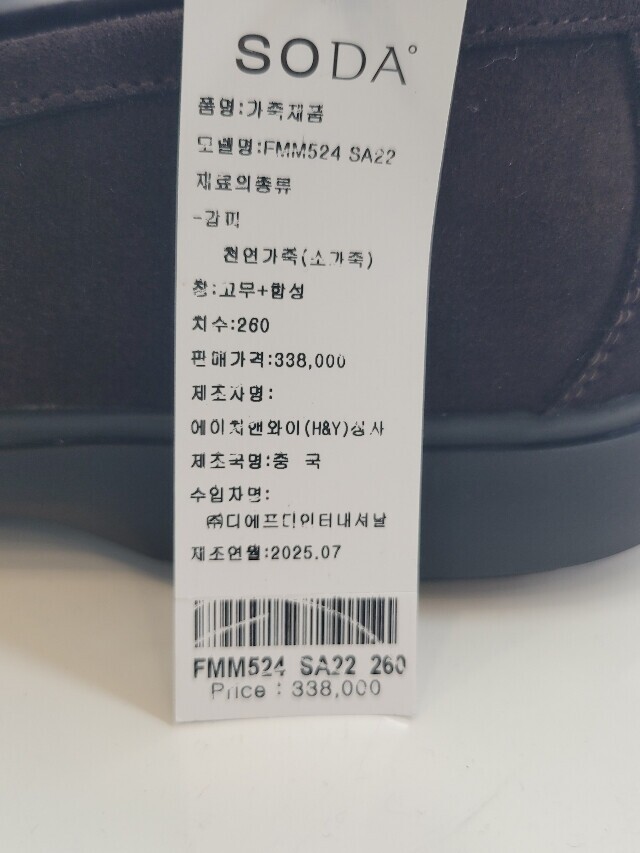 SODA
품명:가죽제품
모델명:FMM524 SA22
재료의종류
-갑피
천연가죽(소가죽)
창:고무+합성
치수:260
판매가격:338,000
제조자명:
에이치앤와이(H&Y)상사
제조국명:중 국
수입자명:
㈜디에프디인터내셔날
제조연월:2025.07
FMM524 SA22 260
Price : 338,000